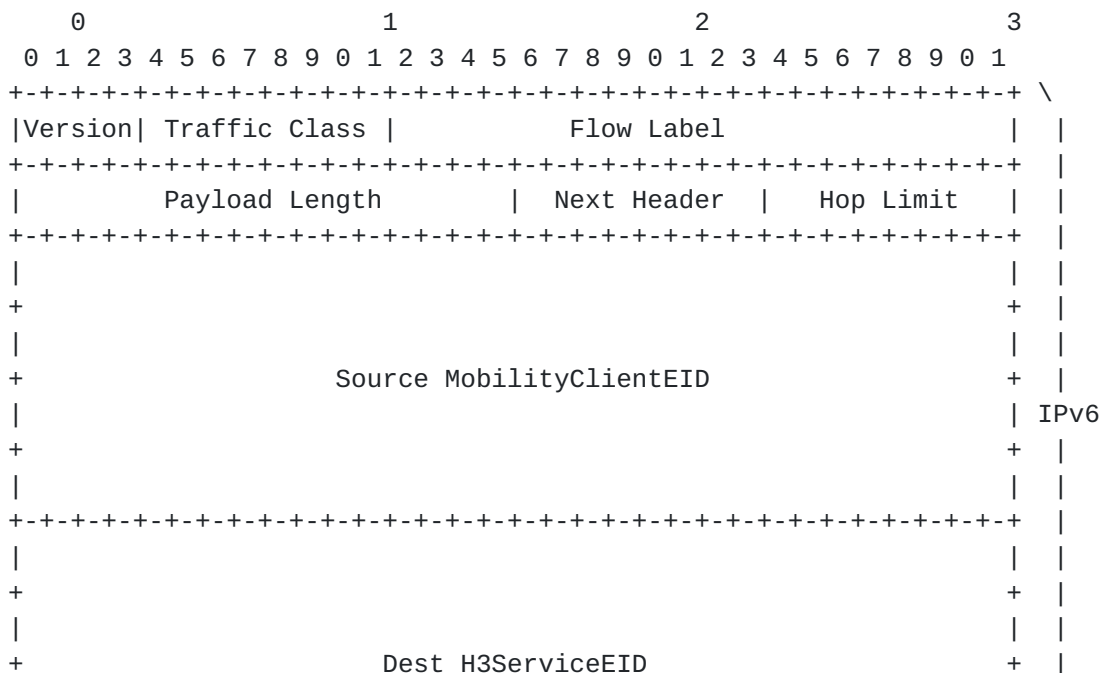 0                   1                   2                   3
 0 1 2 3 4 5 6 7 8 9 0 1 2 3 4 5 6 7 8 9 0 1 2 3 4 5 6 7 8 9 0 1
+-+-+-+-+-+-+-+-+-+-+-+-+-+-+-+-+-+-+-+-+-+-+-+-+-+-+-+-+-+-+-+-+ \
|Version| Traffic Class |           Flow Label                  |  |
+-+-+-+-+-+-+-+-+-+-+-+-+-+-+-+-+-+-+-+-+-+-+-+-+-+-+-+-+-+-+-+-+  |
|         Payload Length        |  Next Header  |   Hop Limit   |  |
+-+-+-+-+-+-+-+-+-+-+-+-+-+-+-+-+-+-+-+-+-+-+-+-+-+-+-+-+-+-+-+-+  |
|                                                               |  |
+                                                               +  |
|                                                               |  |
+                    Source MobilityClientEID                   +  |
|                                                               | IPv6
+                                                               +  |
|                                                               |  |
+-+-+-+-+-+-+-+-+-+-+-+-+-+-+-+-+-+-+-+-+-+-+-+-+-+-+-+-+-+-+-+-+  |
|                                                               |  |
+                                                               +  |
|                                                               |  |
+                       Dest H3ServiceEID                       +  |